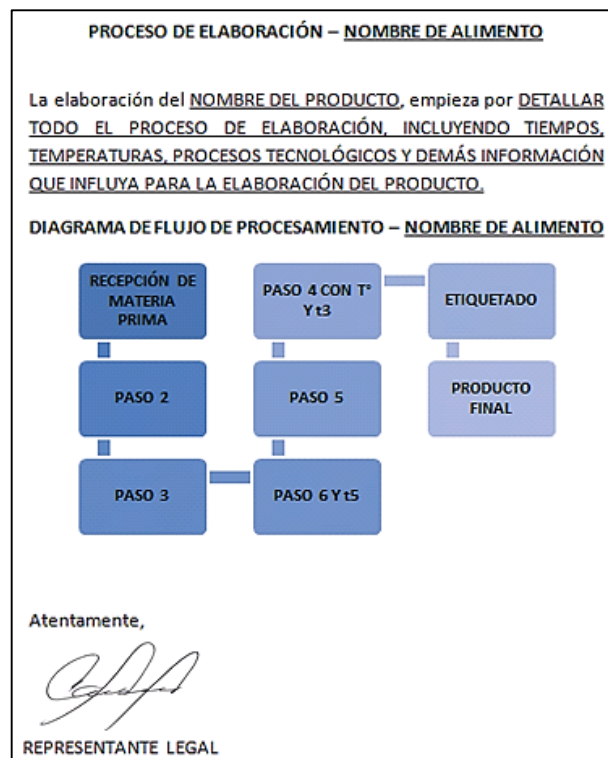 PROCESO DE ELABORACIÓN – NOMBRE DE ALIMENTO
La elaboración del NOMBRE DEL PRODUCTO, empieza por DETALLAR
TODO EL PROCESO DE ELABORACIÓN, INCLUYENDO TIEMPOS,
TEMPERATURAS, PROCESOS TECNOLÓGICOS Y DEMÁS INFORMACIÓN
QUE INFLUYA PARA LA ELABORACIÓN DEL PRODUCTO.
DIAGRAMA DE FLUJO DE PROCESAMIENTO – NOMBRE DE ALIMENTO
RECEPCIÓN DE
MATERIA
PRIMA
PASO 2
PASO 3
PASO 4 CON T°
Y t3
PASO 5
PASO 6 Y t5
ETIQUETADO
PRODUCTO
FINAL
Atentamente,
REPRESENTANTE LEGAL